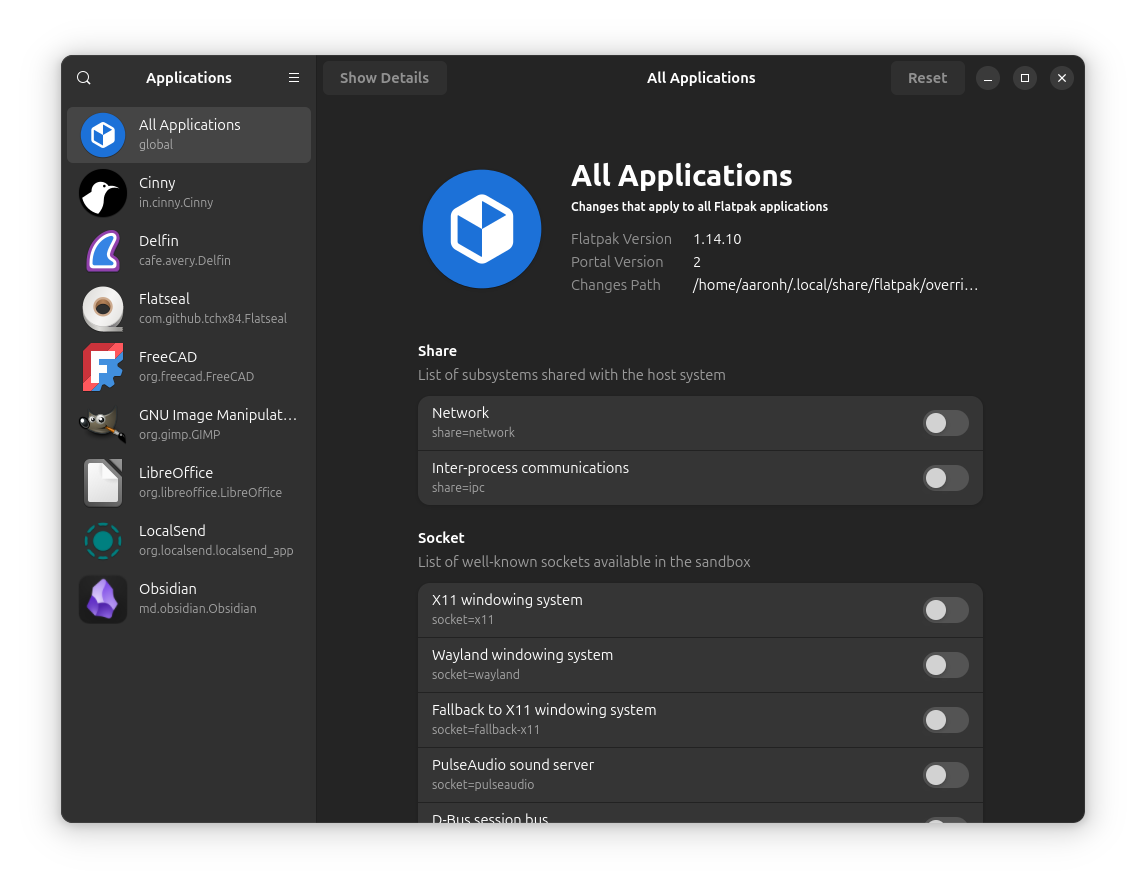 Applications
Show Details
All Applications
Reset
All Applications
global
Cinny
in.cinny.Cinny
Delfin
cafe.avery.Delfin
Flatseal
com.github.tchx84.Flatseal
FreeCAD
org.freecad.FreeCAD
GNU Image Manipulat…
org.gimp.GIMP
LibreOffice
org.libreoffice.LibreOffice
LocalSend
org.localsend.localsend_app
Obsidian
md.obsidian.Obsidian
All Applications
Changes that apply to all Flatpak applications
Flatpak Version 1.14.10
Portal Version 2
Changes Path /home/aaronh/.local/share/flatpak/overri…
Share
List of subsystems shared with the host system
Network
share=network
Inter-process communications
share=ipc
Socket
List of well-known sockets available in the sandbox
X11 windowing system
socket=x11
Wayland windowing system
socket=wayland
Fallback to X11 windowing system
socket=fallback-x11
PulseAudio sound server
socket=pulseaudio
D-Bus session bus